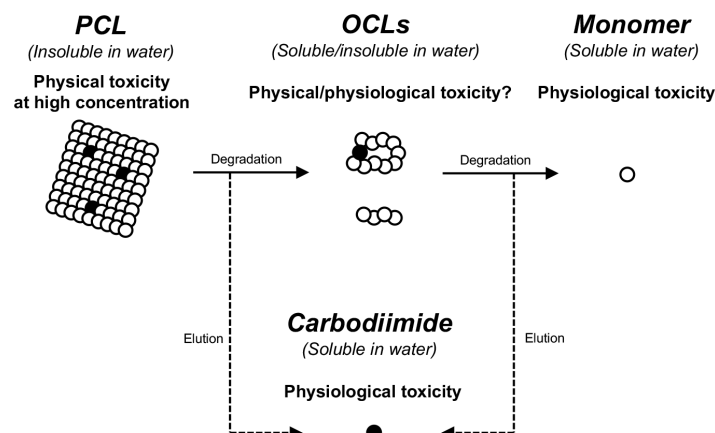 PCL
(Insoluble in water)
Physical toxicity
at high concentration
OCLs
(Soluble/insoluble in water)
Physical/physiological toxicity?
Monomer
(Soluble in water)
Physiological toxicity
Degradation
Degradation
Elution
Elution
Carbodiimide
(Soluble in water)
Physiological toxicity